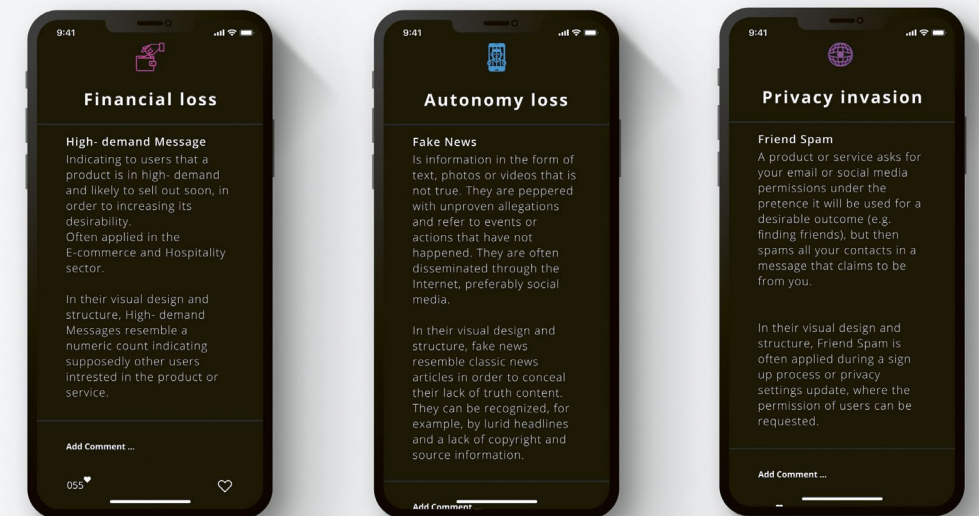 9:41
Financial loss
High- demand Message
Indicating to users that a
product is in high- demand
and likely to sell out soon, in
order to increasing its
desirability.
Often applied in the
E-commerce and Hospitality
sector.
In their visual design and
structure, High- demand
Messages resemble a
numeric count indicating
supposedly other users
intrested in the product or
service.
Add Comment ...
055
9:41
Autonomy loss
Fake News
Is information in the form of
text, photos or videos that is
not true. They are peppered
with unproven allegations
and refer to events or
actions that have not
happened. They are often
disseminated through the
Internet, preferably social
media.
In their visual design and
structure, fake news
resemble classic news
articles in order to conceal
their lack of truth content.
They can be recognized, for
example, by lurid headlines
and a lack of copyright and
source information.
Add Comment ...
9:41
Privacy invasion
Friend Spam
A product or service asks for
your email or social media
permissions under the
pretence it will be used for a
desirable outcome (e.g.
finding friends), but then
spams all your contacts in a
message that claims to be
from you.
In their visual design and
structure, Friend Spam is
often applied during a sign
up process or privacy
settings update, where the
permission of users can be
requested.
Add Comment ...